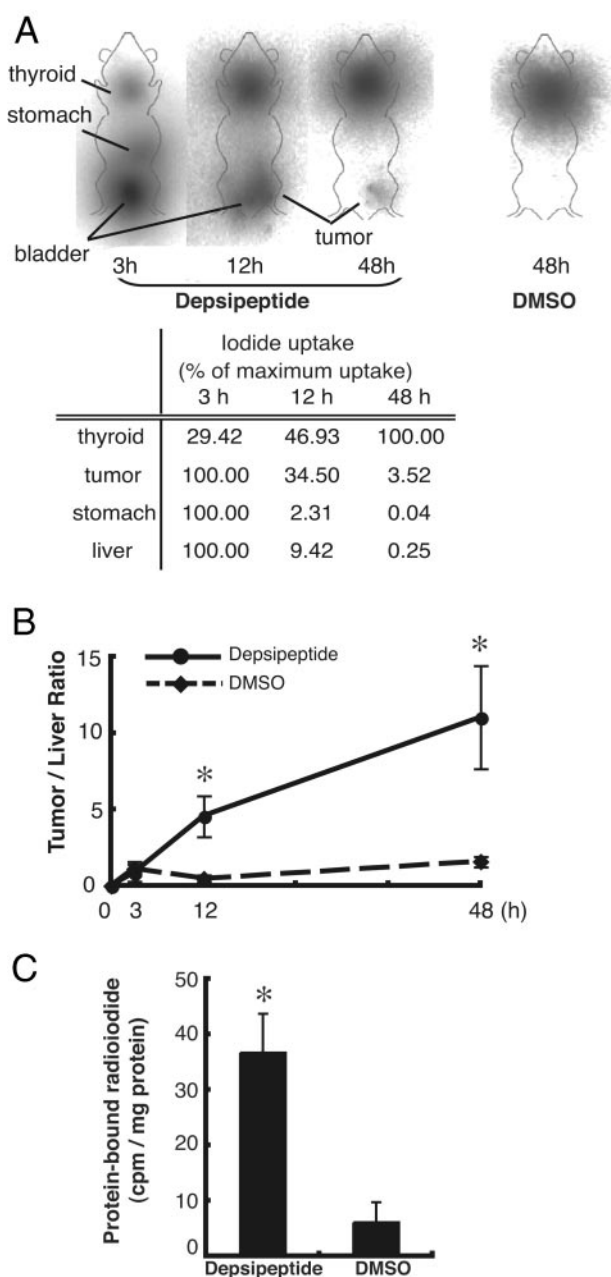 A
thyroid
stomach
bladder
tumor
3h 12h 48h 48h
Depsipeptide DMSO
Iodide uptake
(% of maximum uptake)
3 h 12 h 48 h
thyroid 29.42 46.93 100.00
tumor 100.00 34.50 3.52
stomach 100.00 2.31 0.04
liver 100.00 9.42 0.25
B
Tumor / Liver Ratio
15
10
5
0
Depsipeptide
DMSO
*
*
0 3 12 48 (h)
C
Protein-bound radioiodide
(cpm / mg protein)
50
40
30
20
10
0
*
Depsipeptide DMSO